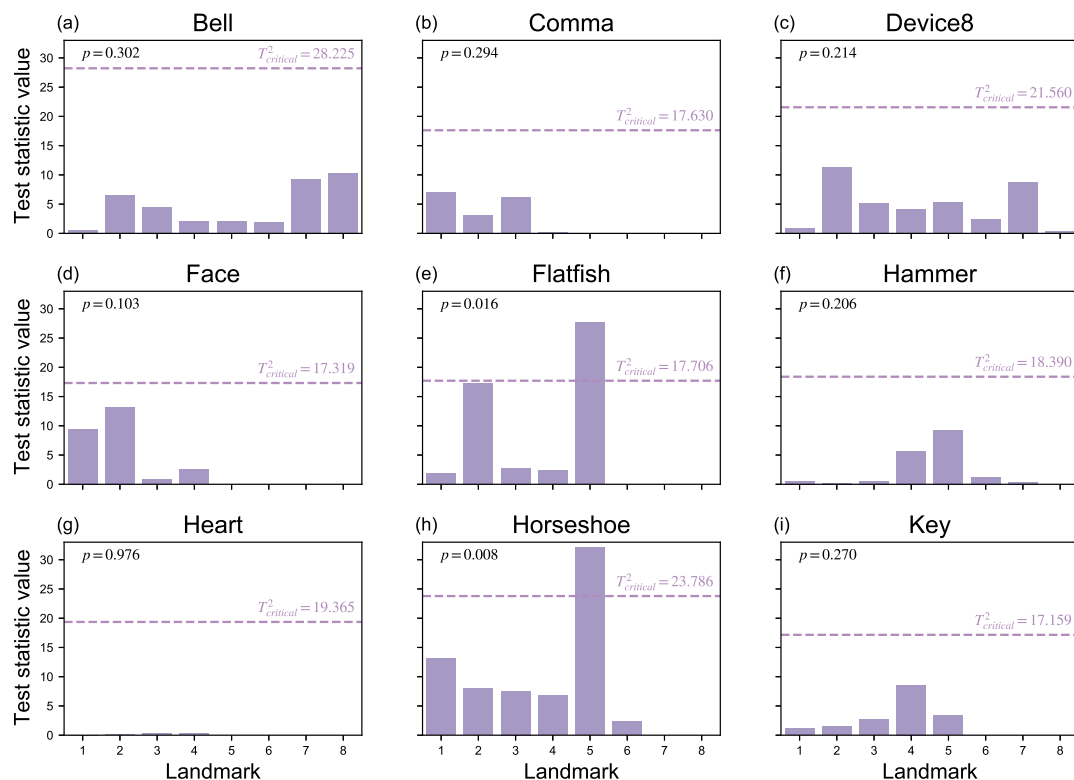 (a) Bell
(b) Comma
(c) Device8
Test statistic value
30
25
20
15
10
5
0
p = 0.302
T²critical = 28.225
p = 0.294
T²critical = 17.630
p = 0.214
T²critical = 21.560
(d) Face
(e) Flatfish
(f) Hammer
Test statistic value
30
25
20
15
10
5
0
p = 0.103
T²critical = 17.319
p = 0.016
T²critical = 17.706
p = 0.206
T²critical = 18.390
(g) Heart
(h) Horseshoe
(i) Key
Test statistic value
30
25
20
15
10
5
0
p = 0.976
T²critical = 19.365
p = 0.008
T²critical = 23.786
p = 0.270
T²critical = 17.159
1 2 3 4 5 6 7 8
1 2 3 4 5 6 7 8
1 2 3 4 5 6 7 8
Landmark
Landmark
Landmark